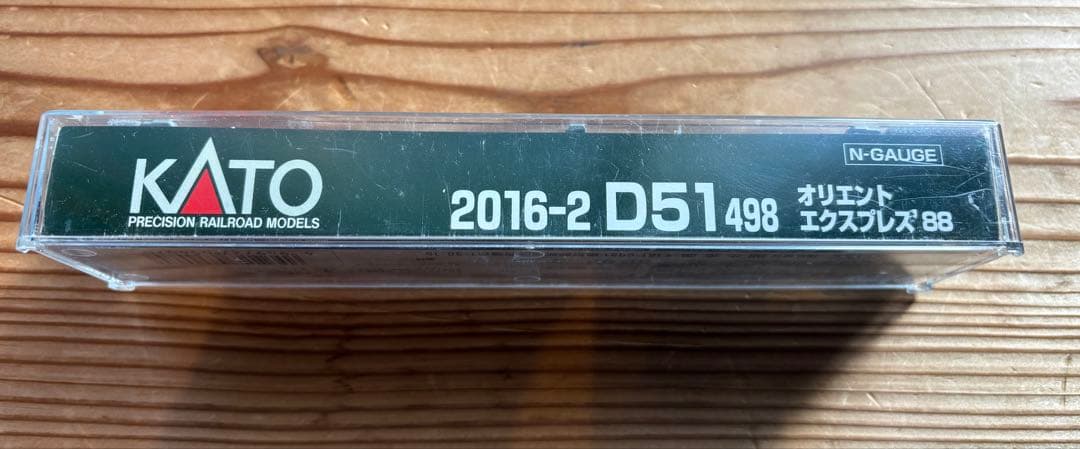 KATO
PRECISION RAILROAD MODELS
2016-2 D51 498
オリエント
エクスプレス'88
N-GAUGE